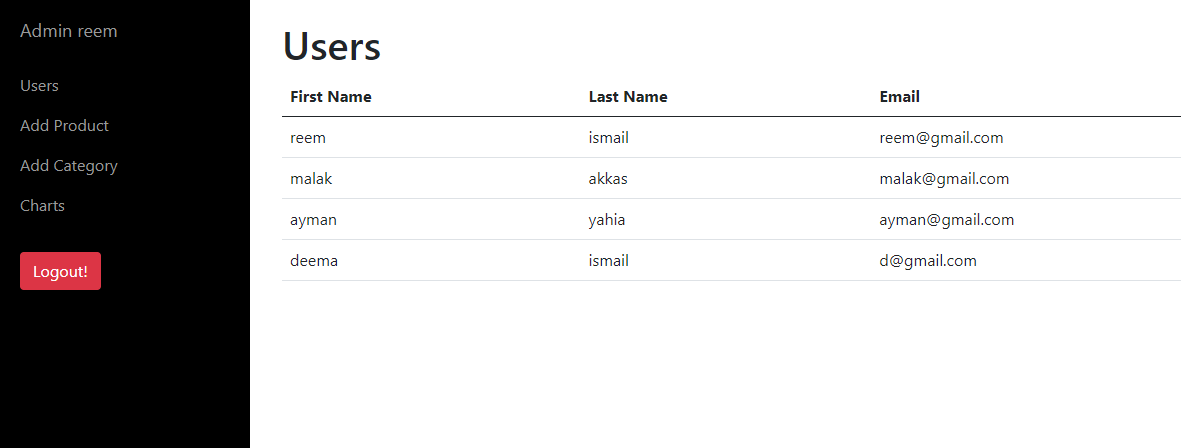 Admin reem
Users
Add Product
Add Category
Charts
Logout!
Users
First Name Last Name Email
reem ismail reem@gmail.com
malak akkas malak@gmail.com
ayman yahia ayman@gmail.com
deema ismail d@gmail.com